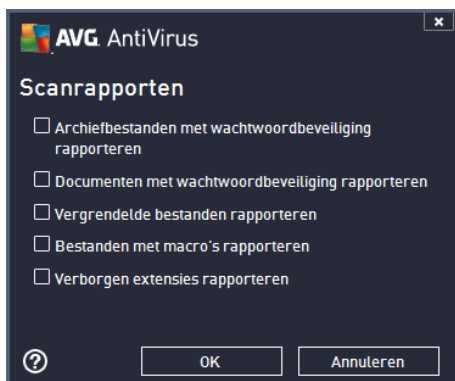 AVG AntiVirus
Scanrapporten
Archiefbestanden met wachtwoordbeveiliging
rapporteren
Documenten met wachtwoordbeveiliging rapporteren
Vergrendelde bestanden rapporteren
Bestanden met macro's rapporteren
Verborgen extensies rapporteren
OK
Annuleren